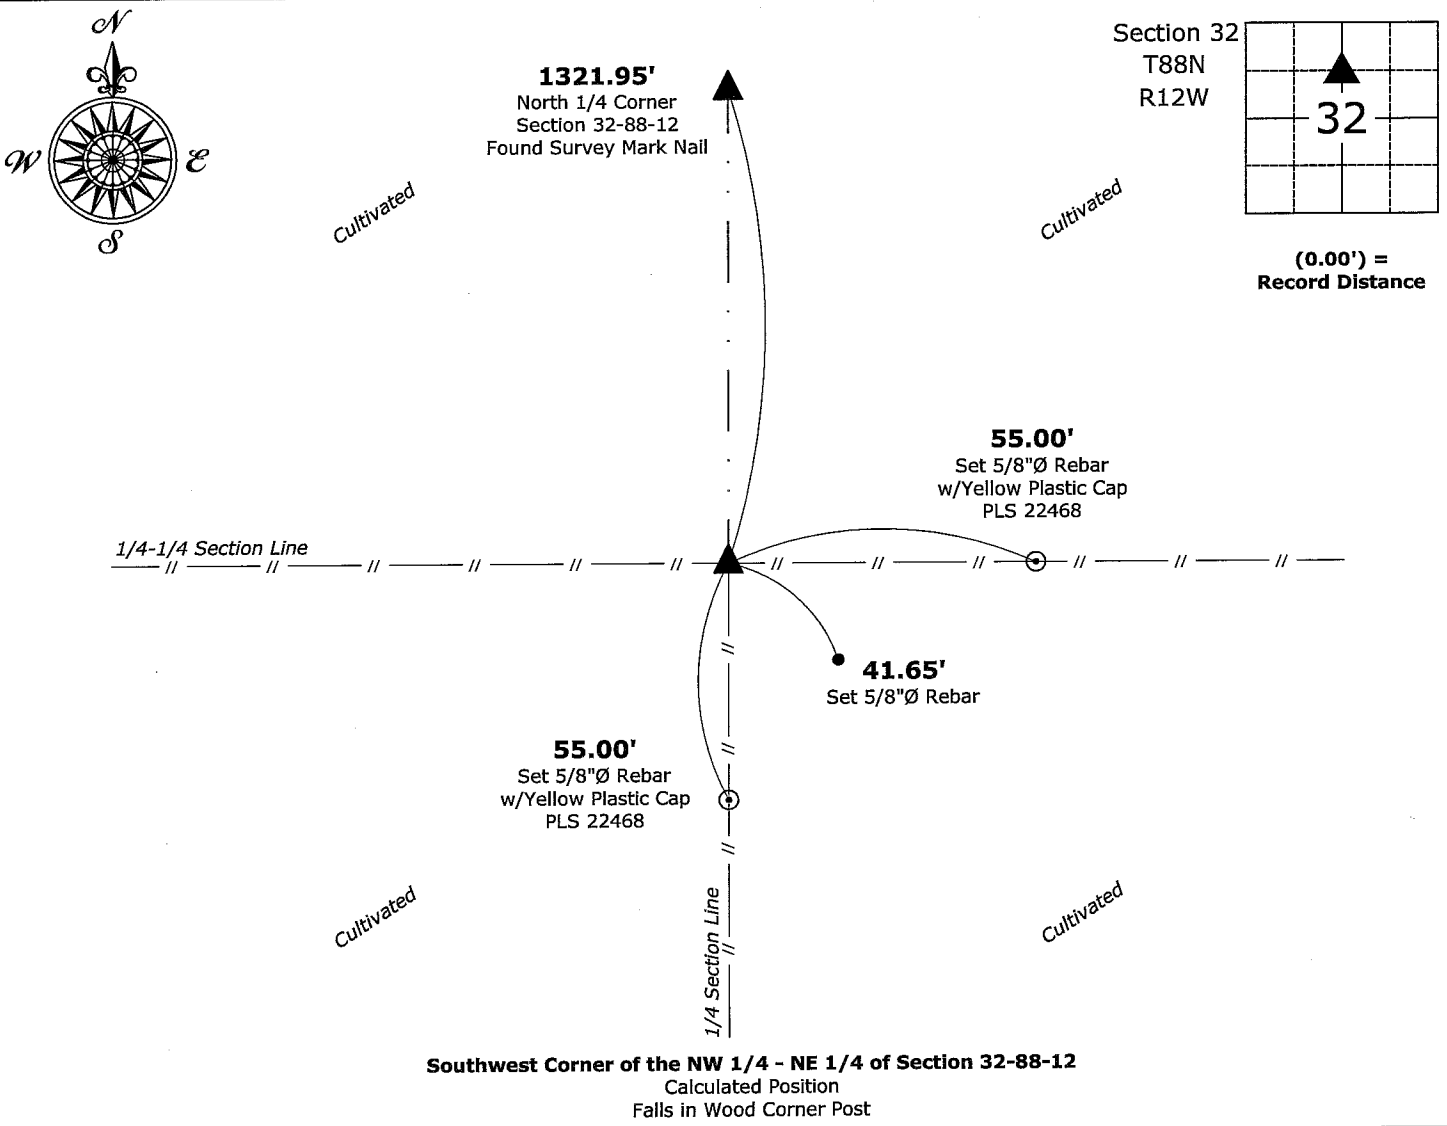 N
W
E
S
1321.95'
North 1/4 Corner
Section 32-88-12
Found Survey Mark Nail
Section 32
T88N
R12W
32
(0.00') =
Record Distance
Cultivated
Cultivated
55.00'
Set 5/8"Ø Rebar
w/Yellow Plastic Cap
PLS 22468
1/4-1/4 Section Line
41.65'
Set 5/8"Ø Rebar
55.00'
Set 5/8"Ø Rebar
w/Yellow Plastic Cap
PLS 22468
Cultivated
Cultivated
1/4 Section Line
Southwest Corner of the NW 1/4 - NE 1/4 of Section 32-88-12
Calculated Position
Falls in Wood Corner Post